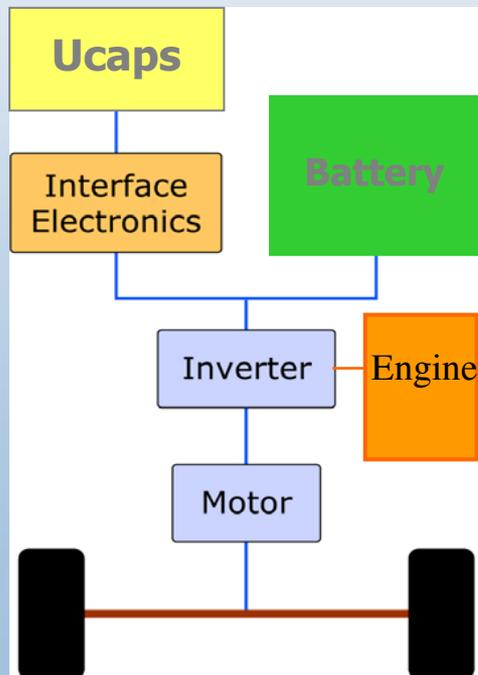 Ucaps
Battery
Interface
Electronics
Inverter
Engine
Motor